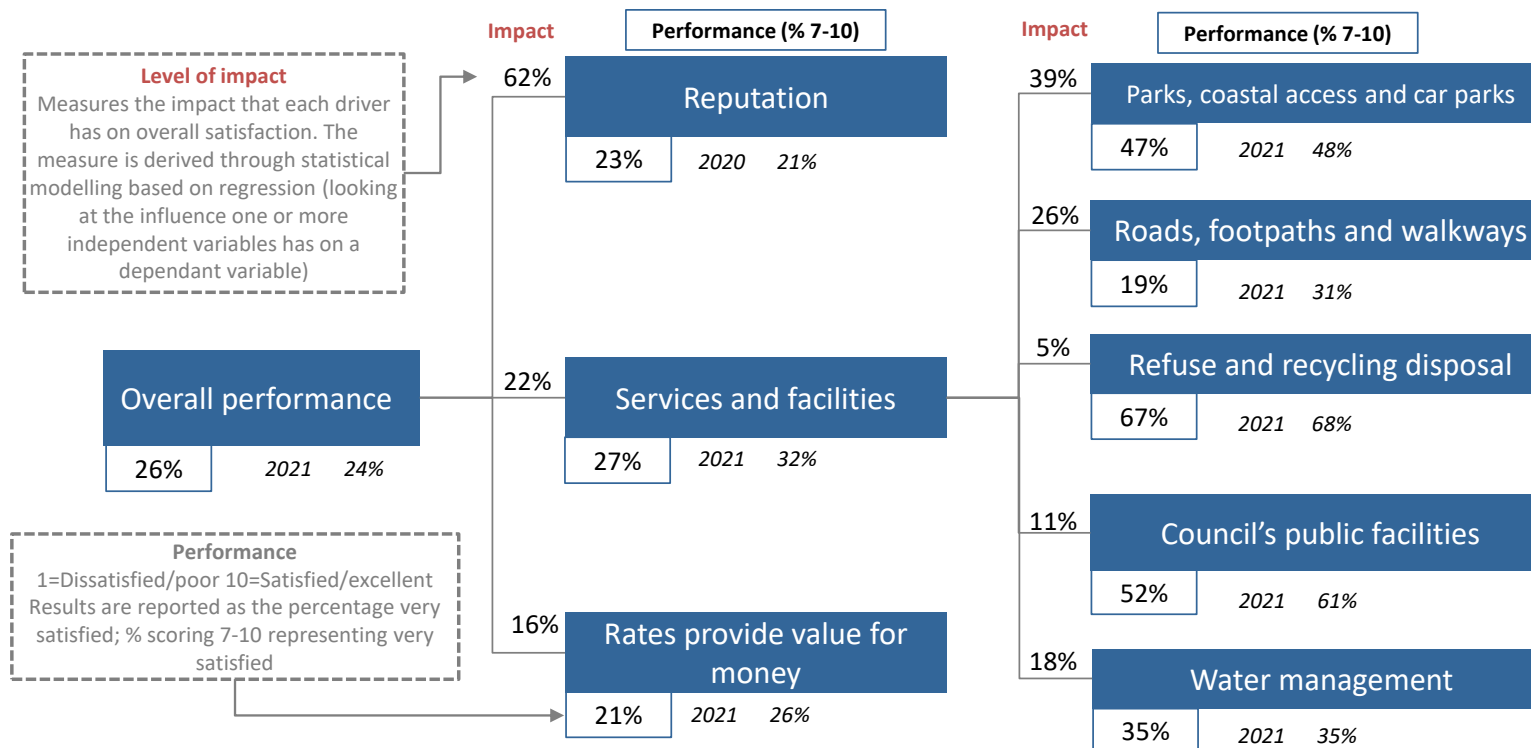 Impact
Performance (% 7-10)
Impact
Performance (% 7-10)
Level of impact
Measures the impact that each driver
has on overall satisfaction. The
measure is derived through statistical
modelling based on regression (looking
at the influence one or more
independent variables has on a
dependant variable)
62%
Reputation
23%
2020 21%
39%
Parks, coastal access and car parks
47%
2021 48%
26%
Roads, footpaths and walkways
19%
2021 31%
Overall performance
26%
2021 24%
22%
Services and facilities
27%
2021 32%
5%
Refuse and recycling disposal
67%
2021 68%
11%
Council’s public facilities
52%
2021 61%
Performance
1=Dissatisfied/poor 10=Satisfied/excellent
Results are reported as the percentage very
satisfied; % scoring 7-10 representing very
satisfied
16%
Rates provide value for
money
21%
2021 26%
18%
Water management
35%
2021 35%